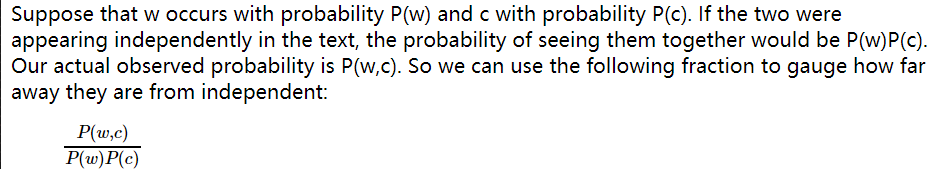 Suppose that w occurs with probability P(w) and c with probability P(c). If the two were
appearing independently in the text, the probability of seeing them together would be P(w)P(c).
Our actual observed probability is P(w,c). So we can use the following fraction to gauge how far
away they are from independent:
P(w,c)
P(w)P(c)